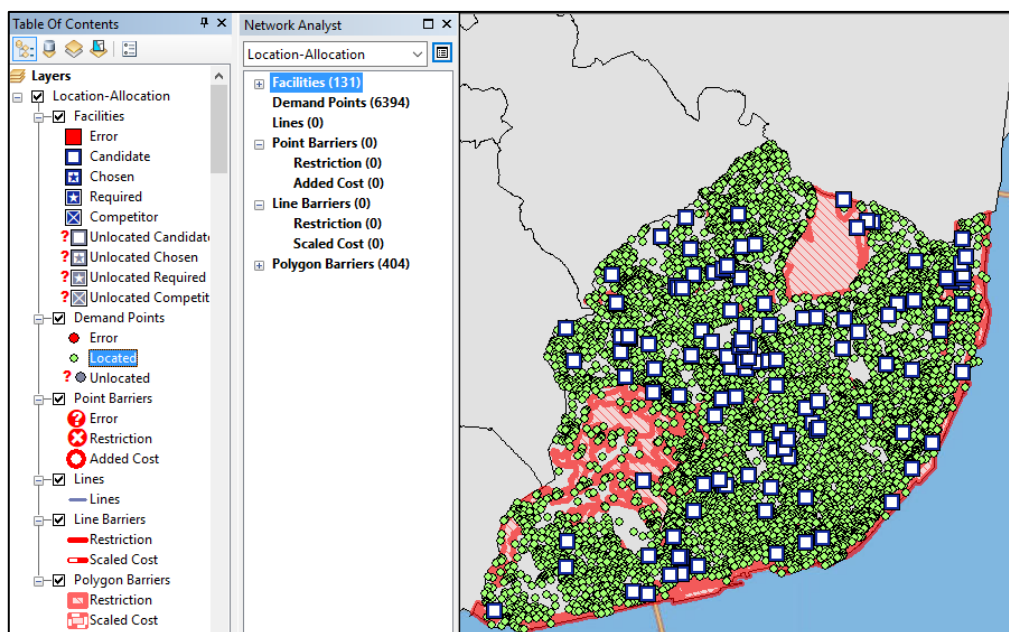 Table Of Contents
Layers
Location-Allocation
Facilities
Error
Candidate
Chosen
Required
Competitor
? Unlocated Candidate
? Unlocated Chosen
? Unlocated Required
? Unlocated Competit
Demand Points
Error
Located
? Unlocated
Point Barriers
? Error
Restriction
Added Cost
Lines
Lines
Line Barriers
Restriction
Scaled Cost
Polygon Barriers
Restriction
Scaled Cost
Network Analyst
Location-Allocation
Facilities (131)
Demand Points (6394)
Lines (0)
Point Barriers (0)
Restriction (0)
Added Cost (0)
Line Barriers (0)
Restriction (0)
Scaled Cost (0)
Polygon Barriers (404)